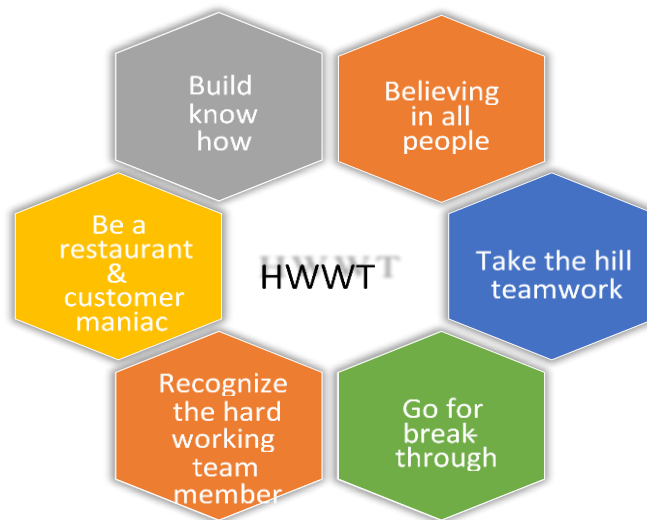 Build
know
how
Believing
in all
people
Be a
restaurant
&
customer
maniac
HWWT
Take the hill
teamwork
Recognize
the hard
working
team
member
Go for
break-
through